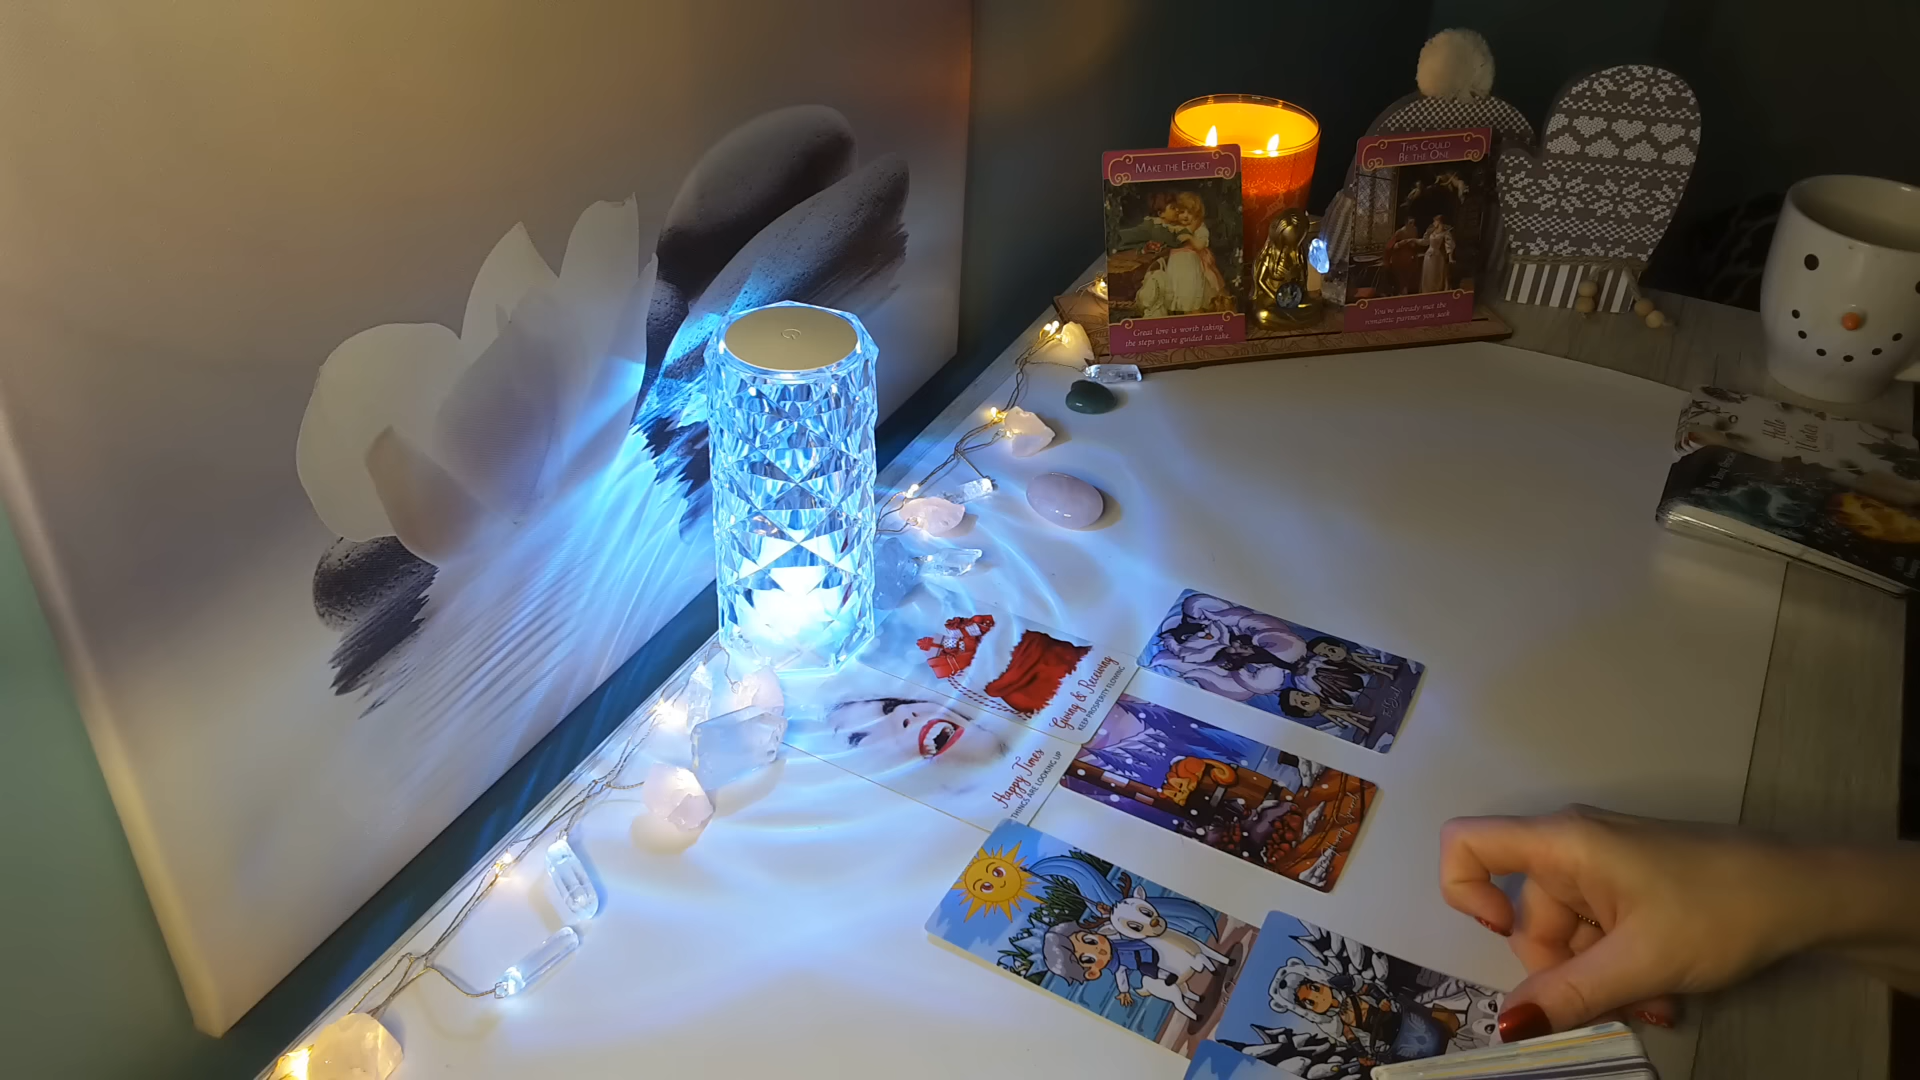 MAKE THE EFFORT
Great love is worth taking
the steps you're guided to take.
THIS COULD
BE THE ONE
You've already met the
romantic partner you seek
Hello
Winter
Giving & Receiving
KEEP PROSPERITY FLOWING
Happy Times
THINGS ARE LOOKING UP